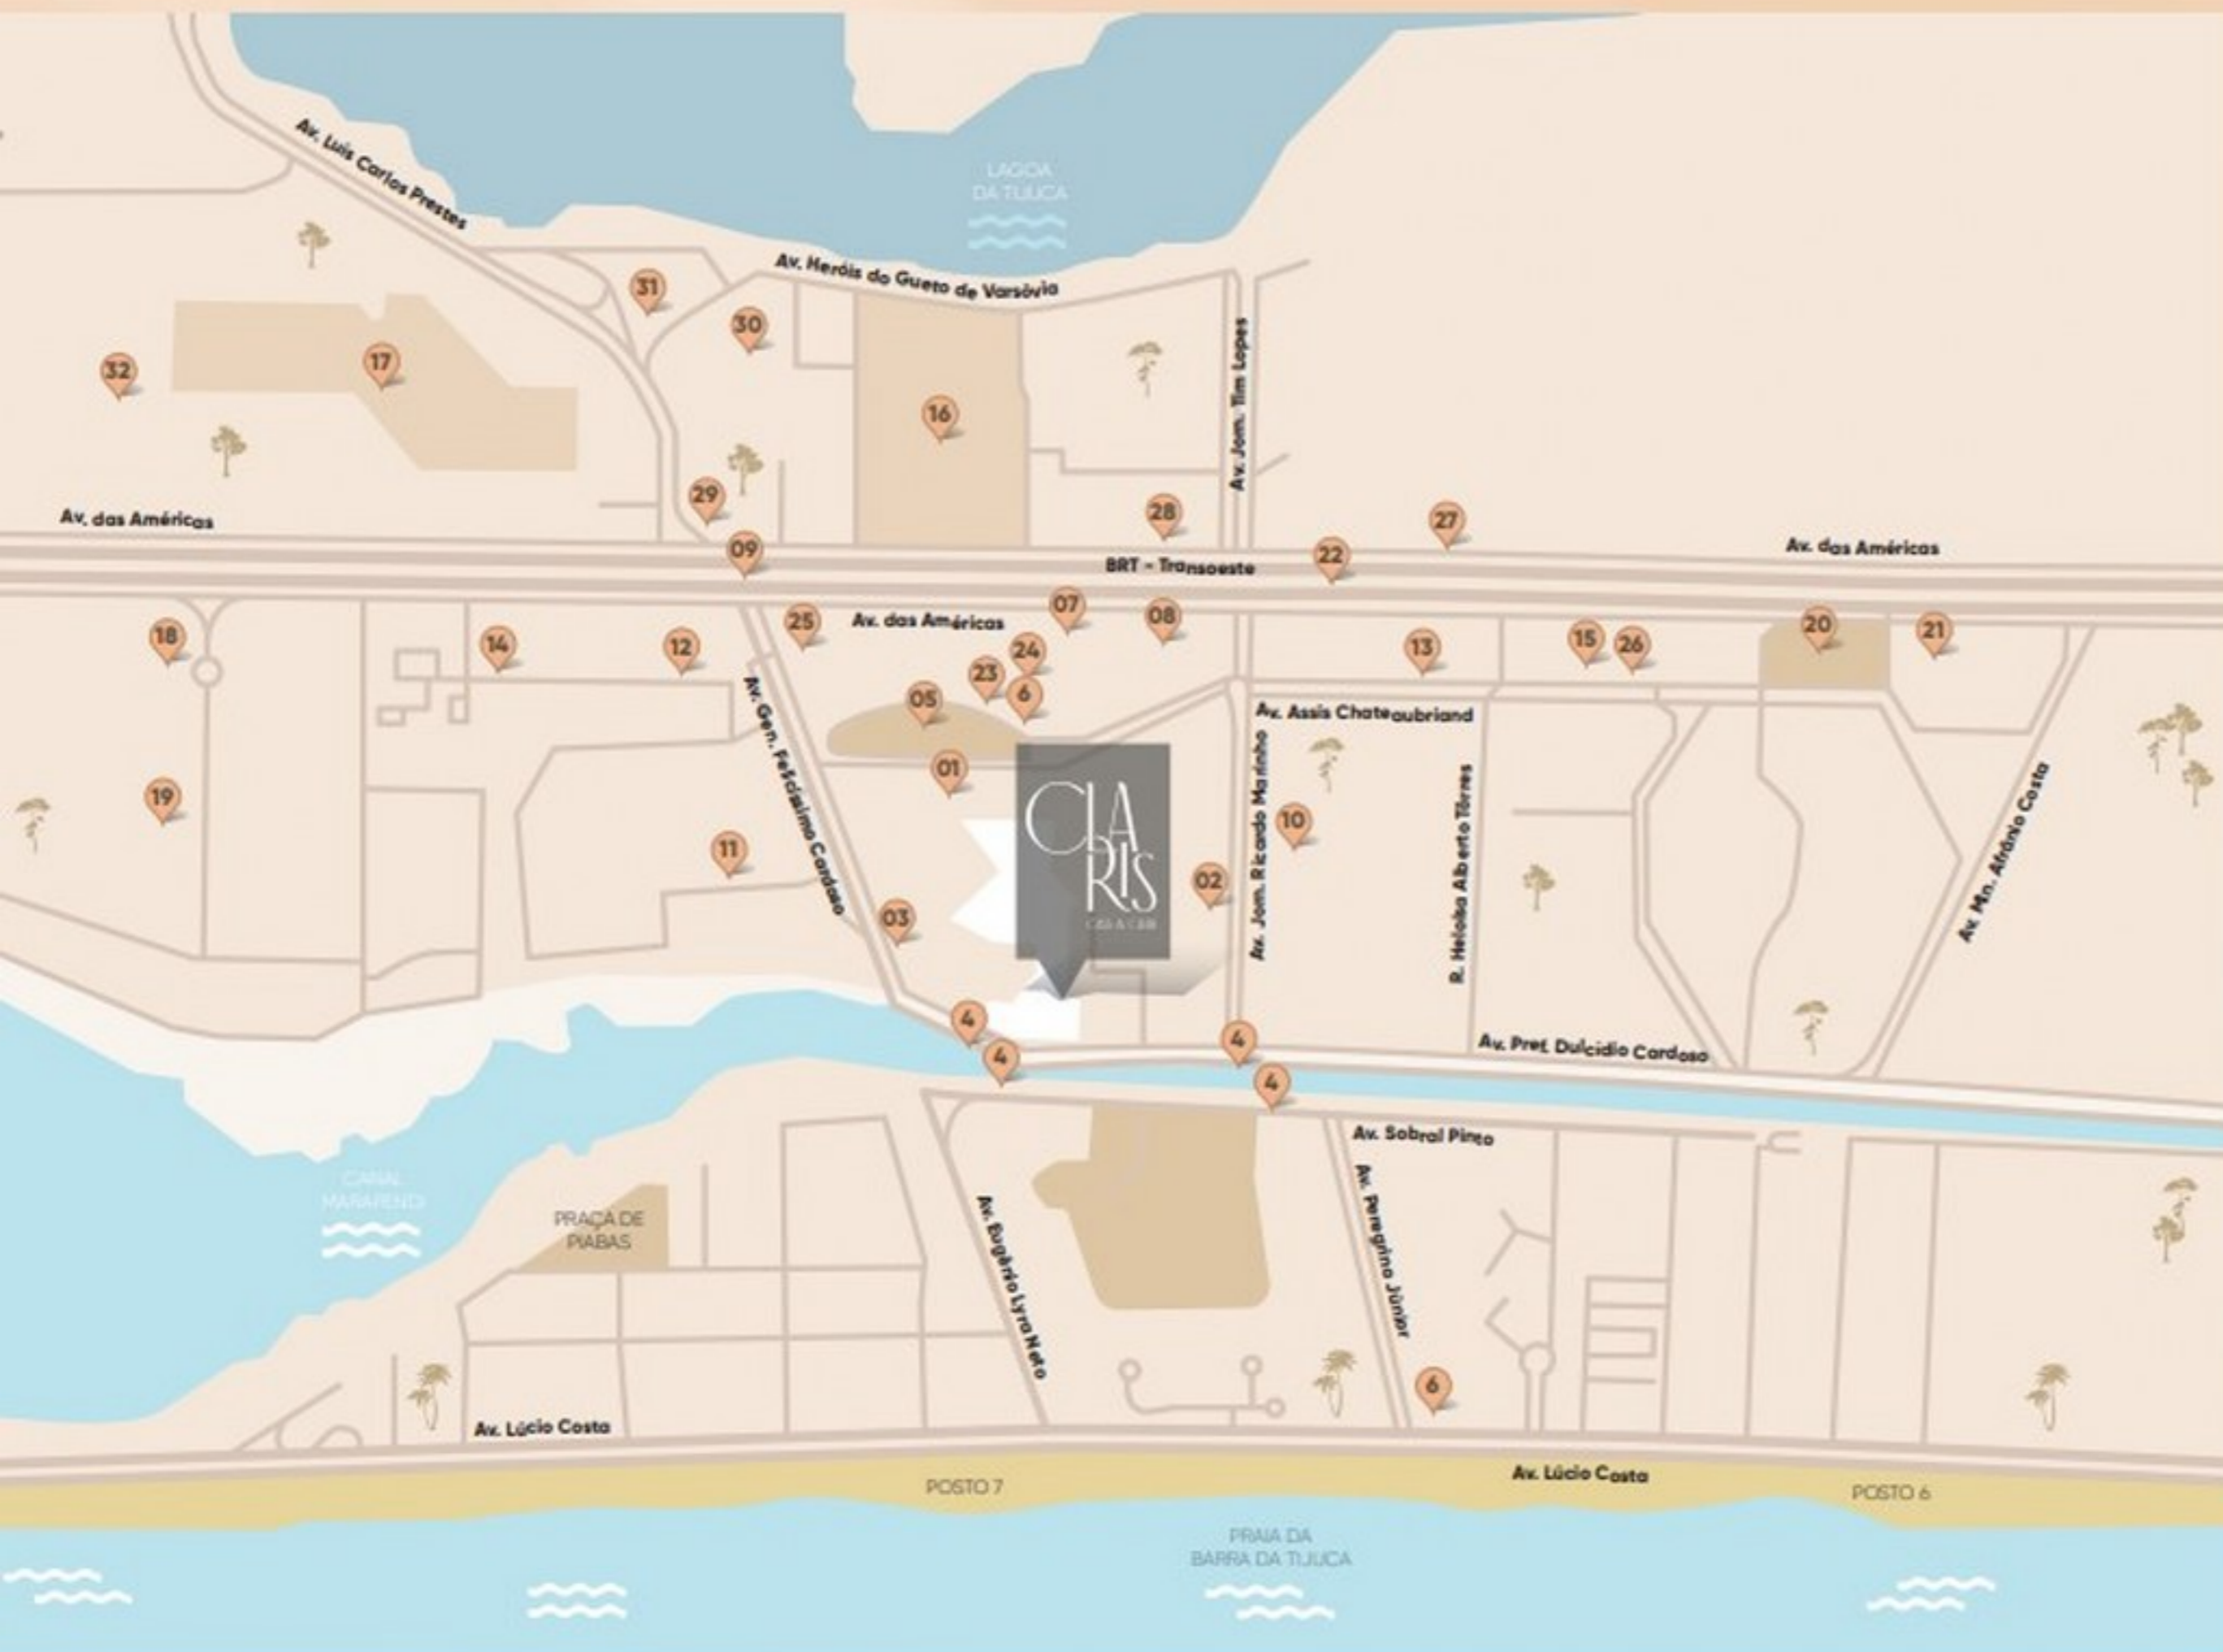 LAGOA
DA TIJUCA
Av. Luis Carlos Prestes
Av. Heróis do Gueto de Varsóvia
31
30
32
17
16
Av. Jorn. Tim Lopes
29
28
27
Av. das Américas
09
BRT - Transoeste
22
Av. das Américas
18
14
12
25
Av. das Américas
07
08
24
23
6
13
15
26
20
21
05
Av. Gen. Felicíssimo Cardoso
Av. Assis Chateaubriand
01
19
11
03
CLA
RIS
02
Av. Jorn. Ricardo Marinho
10
R. Heloísa Alberto Tôrres
Av. Min. Afrânio Costa
4
4
4
4
Av. Pref. Dulcídio Cardoso
Av. Sobral Pinto
CANAL
MARAPENDI
PRAÇA DE
PIABAS
Av. Eugênio Lyra Neto
Av. Peregrino Júnior
6
Av. Lúcio Costa
Av. Lúcio Costa
POSTO 7
POSTO 6
PRAIA DA
BARRA DA TIJUCA